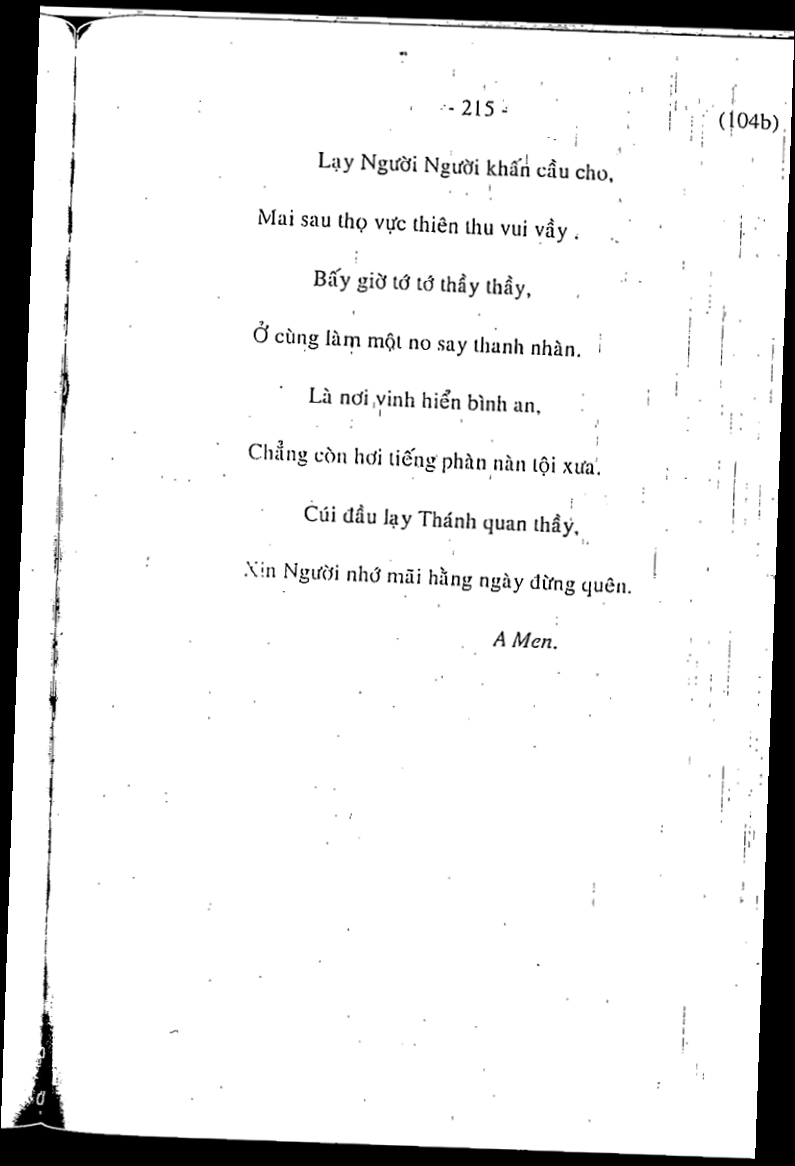 - 215 -
(104b)
Lạy Người Người khấn cầu cho,
Mai sau thọ vực thiên thu vui vầy .
Bấy giờ tớ tớ thầy thầy,
Ở cùng làm một no say thanh nhàn.
Là nơi vinh hiển bình an,
Chẳng còn hơi tiếng phàn nàn tội xưa.
Cúi đầu lạy Thánh quan thầy,
Xin Người nhớ mãi hằng ngày đừng quên.
A Men.